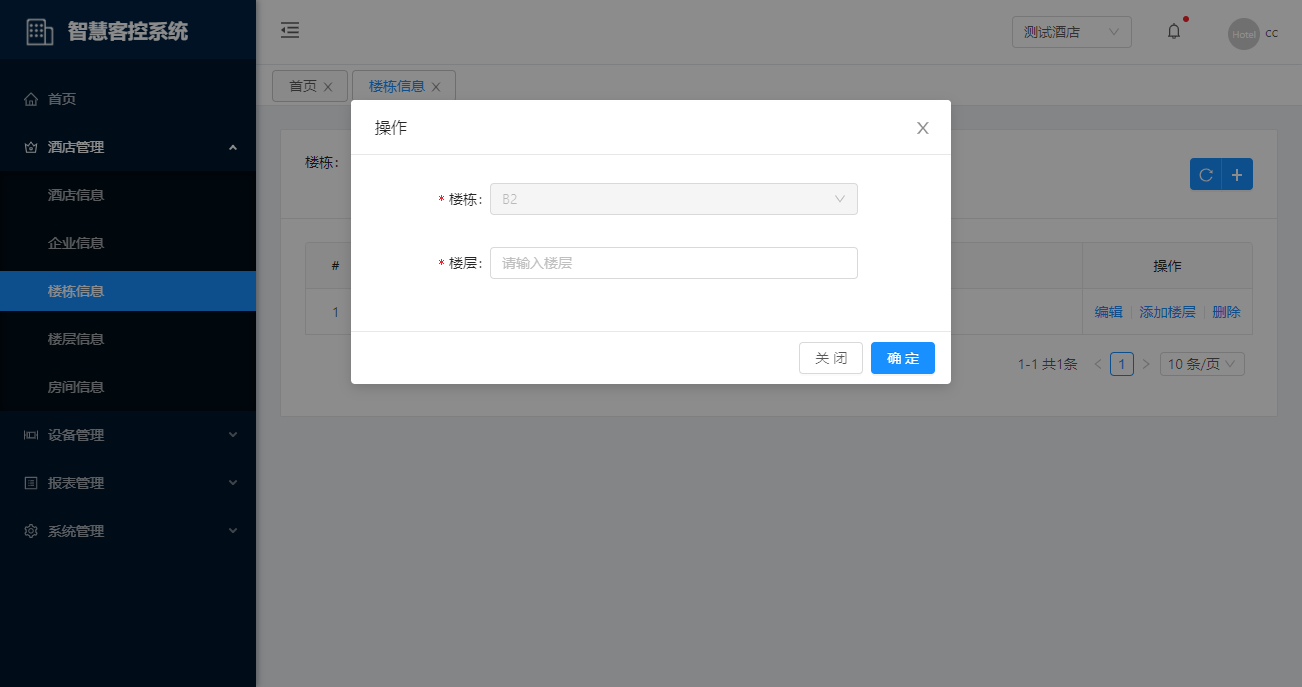 智慧客控系统
首页
酒店管理
酒店信息
企业信息
楼栋信息
楼层信息
房间信息
设备管理
报表管理
系统管理
测试酒店
Hotel
cc
首页
楼栋信息
楼栋:
操作
* 楼栋: B2
* 楼层: 请输入楼层
关 闭 确 定
# 操作
1 编辑 添加楼层 删除
1-1 共1条 < 1 > 10 条/页